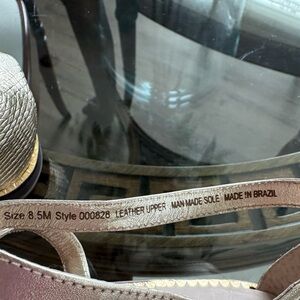 Size 8.5M Style 000828 LEATHER UPPER MAN MADE SOLE MADE IN BRAZIL